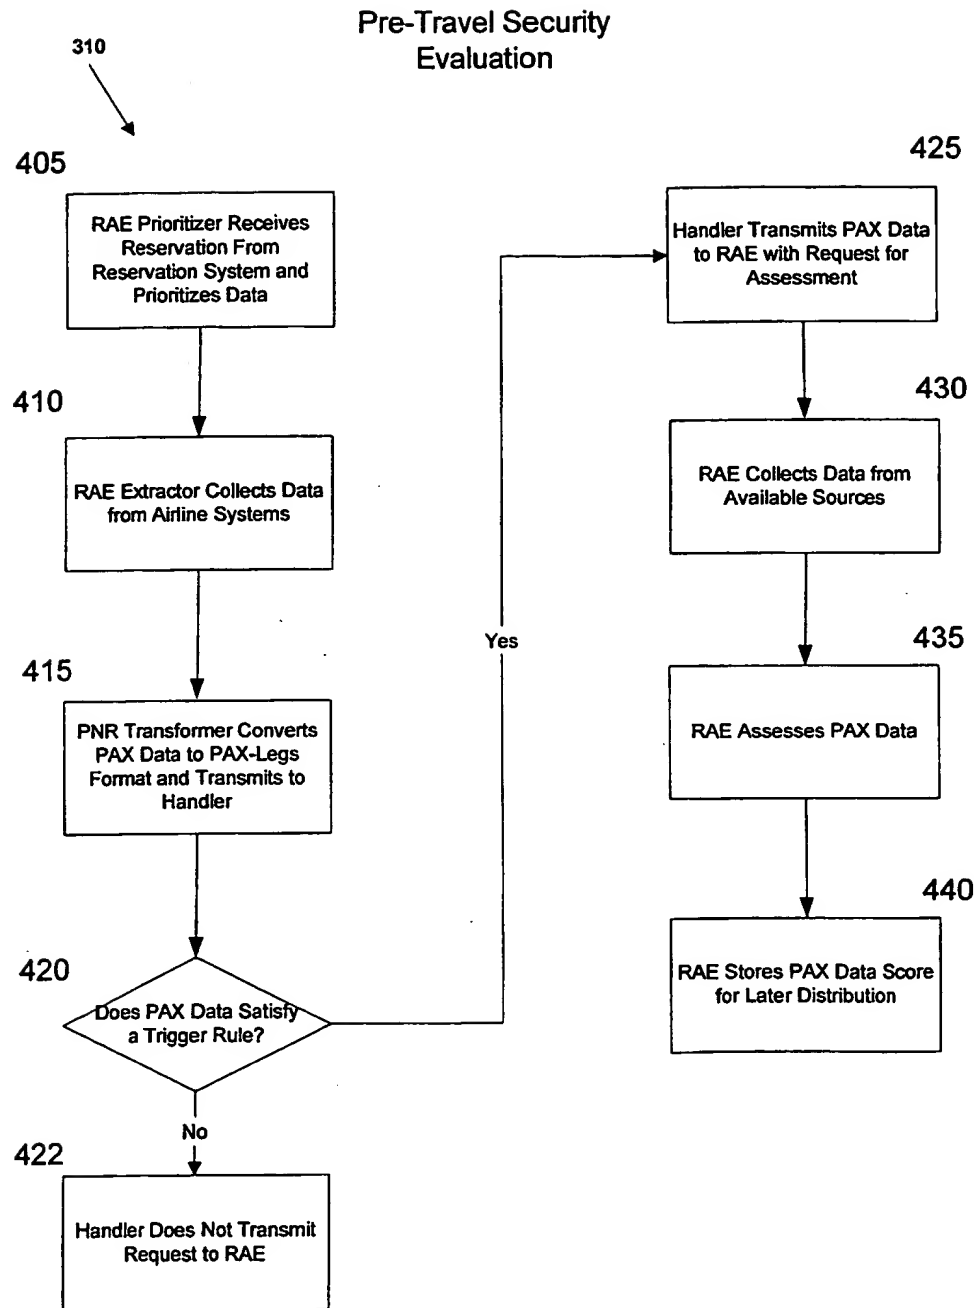 Pre-Travel Security
Evaluation
310
405
RAE Prioritizer Receives
Reservation From
Reservation System and
Prioritizes Data
410
RAE Extractor Collects Data
from Airline Systems
415
PNR Transformer Converts
PAX Data to PAX-Legs
Format and Transmits to
Handler
420
Does PAX Data Satisfy
a Trigger Rule?
No
422
Handler Does Not Transmit
Request to RAE
Yes
425
Handler Transmits PAX Data
to RAE with Request for
Assessment
430
RAE Collects Data from
Available Sources
435
RAE Assesses PAX Data
440
RAE Stores PAX Data Score
for Later Distribution